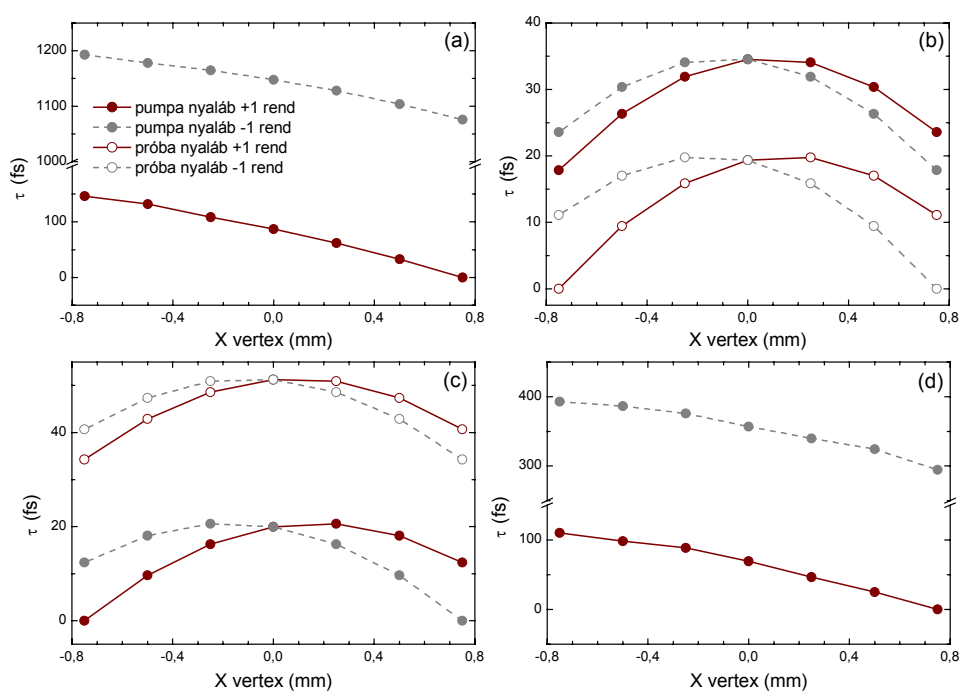 (a)
1200
1100
1000
100
0
τ (fs)
pumpa nyaláb +1 rend
pumpa nyaláb -1 rend
próba nyaláb +1 rend
próba nyaláb -1 rend
-0,8 -0,4 0,0 0,4 0,8
X vertex (mm)
(b)
40
30
20
10
0
τ (fs)
-0,8 -0,4 0,0 0,4 0,8
X vertex (mm)
(c)
40
20
0
τ (fs)
-0,8 -0,4 0,0 0,4 0,8
X vertex (mm)
(d)
400
300
100
0
τ (fs)
-0,8 -0,4 0,0 0,4 0,8
X vertex (mm)